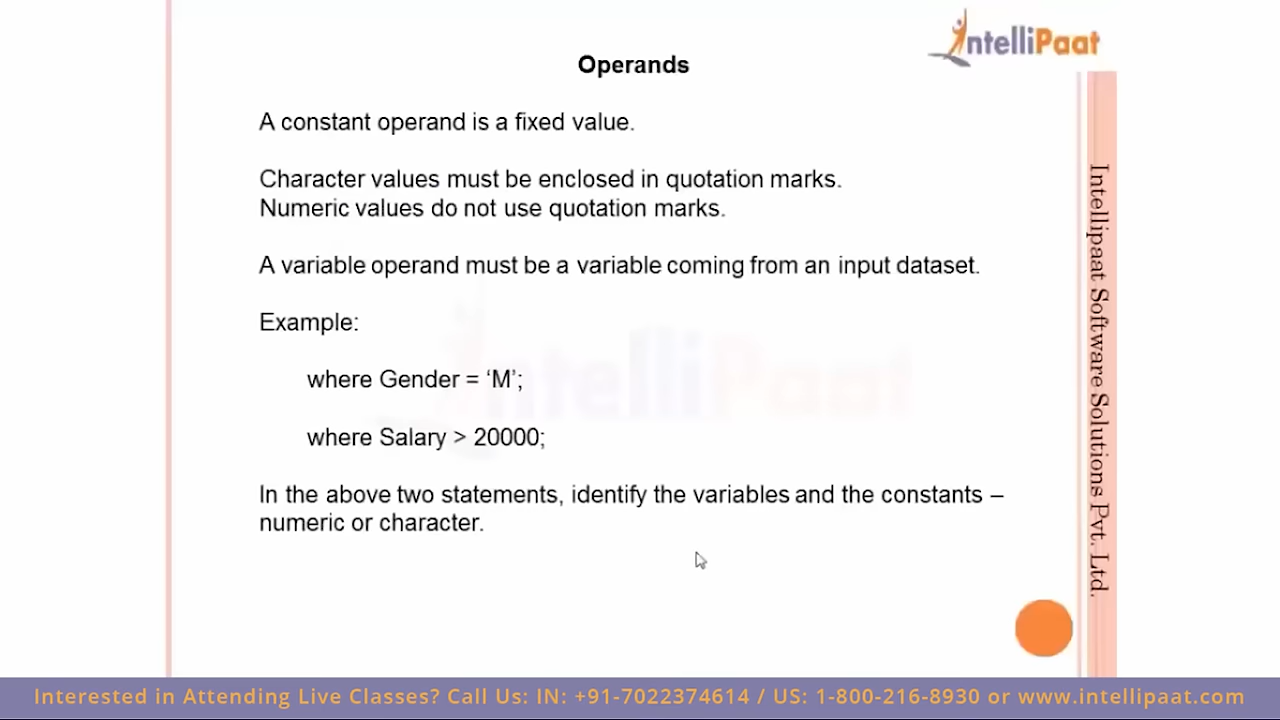 IntelliPaat
Operands
A constant operand is a fixed value.
Character values must be enclosed in quotation marks.
Numeric values do not use quotation marks.
A variable operand must be a variable coming from an input dataset.
Example:
where Gender = ‘M’;
where Salary > 20000;
In the above two statements, identify the variables and the constants –
numeric or character.
IntelliPaat
Intellipaat Software Solutions Pvt. Ltd.
Interested in Attending Live Classes? Call Us: IN: +91-7022374614 / US: 1-800-216-8930 or www.intellipaat.com